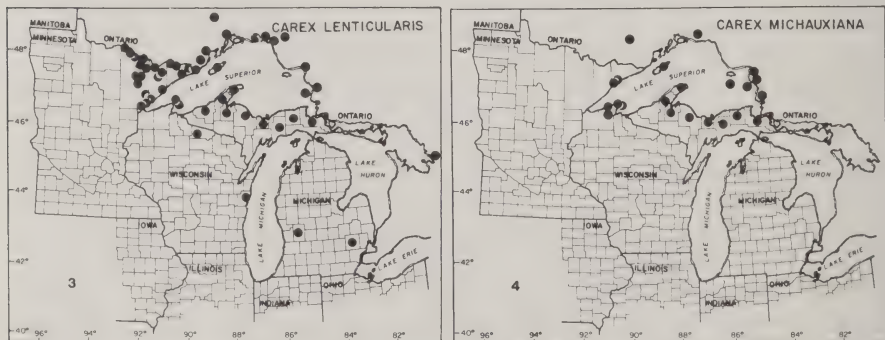 CAREX LENTICULARIS
MANITOBA
MINNESOTA
ONTARIO
48°
LAKE SUPERIOR
ONTARIO
46°
WISCONSIN
LAKE
HURON
44°
LAKE MICHIGAN
MICHIGAN
IOWA
42°
ILLINOIS
LAKE ERIE
3
INDIANA
OHIO
40°
96° 94° 92° 90° 88° 86° 84° 82°
CAREX MICHAUXIANA
MANITOBA
MINNESOTA
ONTARIO
48°
LAKE SUPERIOR
ONTARIO
46°
WISCONSIN
LAKE
HURON
44°
LAKE MICHIGAN
MICHIGAN
IOWA
42°
ILLINOIS
LAKE ERIE
4
INDIANA
OHIO
40°
96° 94° 92° 90° 88° 86° 84° 82°